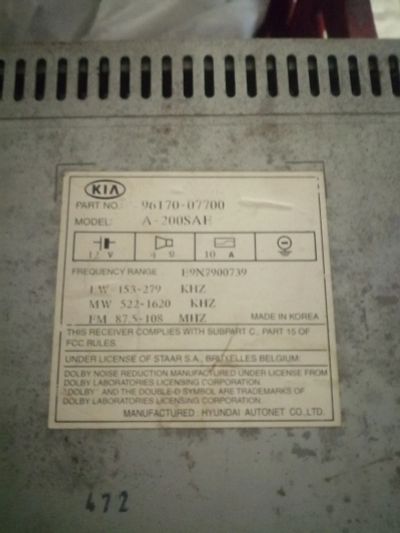 KIA
PART NO.: 96170-07700
MODEL: A-200SAE
12 V 4 Ω 10 A
FREQUENCY RANGE E9N7900739
LW 153-279 KHZ
MW 522-1620 KHZ
FM 87.5-108 MHZ
MADE IN KOREA
THIS RECEIVER COMPLIES WITH SUBPART C, PART 15 OF
FCC RULES.
UNDER LICENSE OF STAAR S.A., BRUXELLES BELGIUM.
DOLBY NOISE REDUCTION MANUFACTURED UNDER LICENSE FROM
DOLBY LABORATORIES LICENSING CORPORATION.
"DOLBY" AND THE DOUBLE-D SYMBOL ARE TRADEMARKS OF
DOLBY LABORATORIES LICENSING CORPORATION.
MANUFACTURED: HYUNDAI AUTONET CO.,LTD.
472